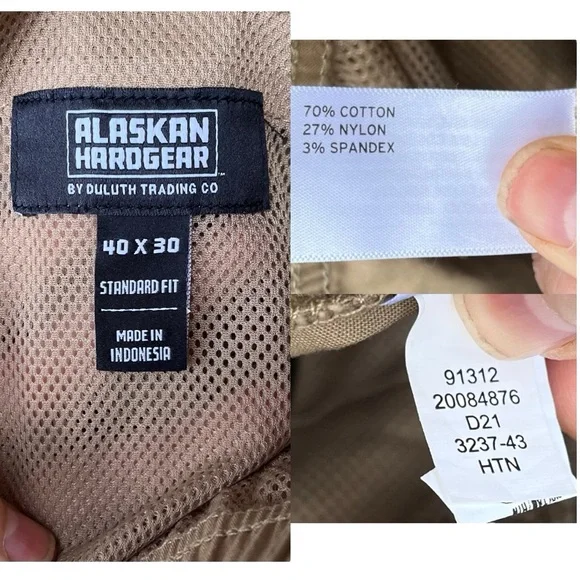 ALASKAN
HARDGEAR
BY DULUTH TRADING CO
40 X 30
STANDARD FIT
MADE IN
INDONESIA
70% COTTON
27% NYLON
3% SPANDEX
91312
20084876
D21
3237-43
HTN